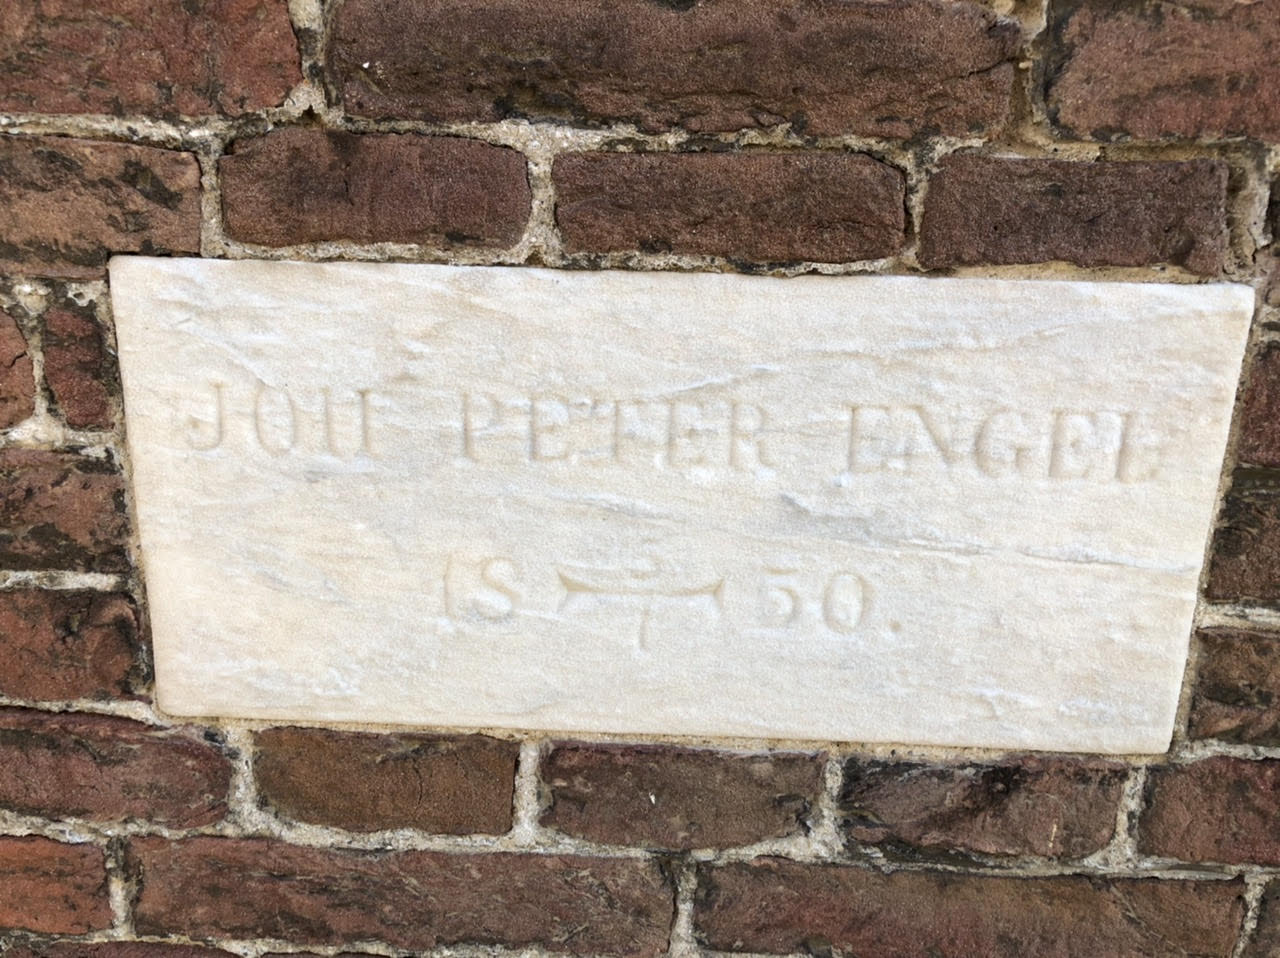 JOH PETER ENGEL
18 50.